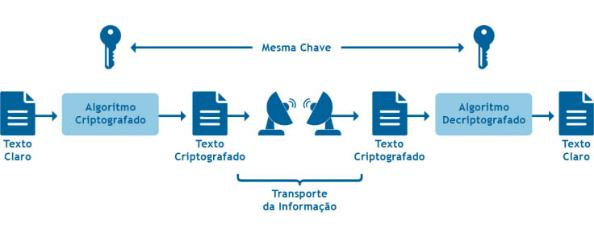 Mesma Chave
Algoritmo
Criptografado
Algoritmo
Decriptografado
Texto
Claro
Texto
Criptografado
Texto
Criptografado
Texto
Claro
Transporte
da Informação